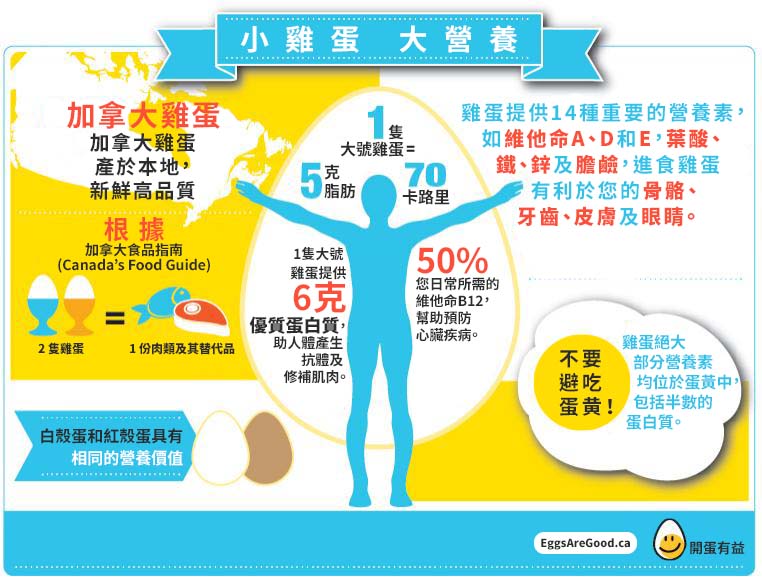 小雞蛋 大營養
加拿大雞蛋
加拿大雞蛋
產於本地，
新鮮高品質
根據
加拿大食品指南
(Canada's Food Guide)
=
2隻雞蛋
1份肉類及其替代品
白殼蛋和紅殼蛋具有
相同的營養價值
1隻
大號雞蛋=
5克
脂肪
70
卡路里
1隻大號
雞蛋提供
6克
優質蛋白質，
助人體產生
抗體及
修補肌肉。
50%
您日常所需的
維他命B12，
幫助預防
心臟疾病。
雞蛋提供14種重要的營養素，
如維他命A、D和E，葉酸、
鐵、鋅及膽鹼，進食雞蛋
有利於您的骨骼、
牙齒、皮膚及眼睛。
不要
避吃
蛋黄！
雞蛋絕大
部分營養素
均位於蛋黃中，
包括半數的
蛋白質。
EggsAreGood.ca
開蛋有益